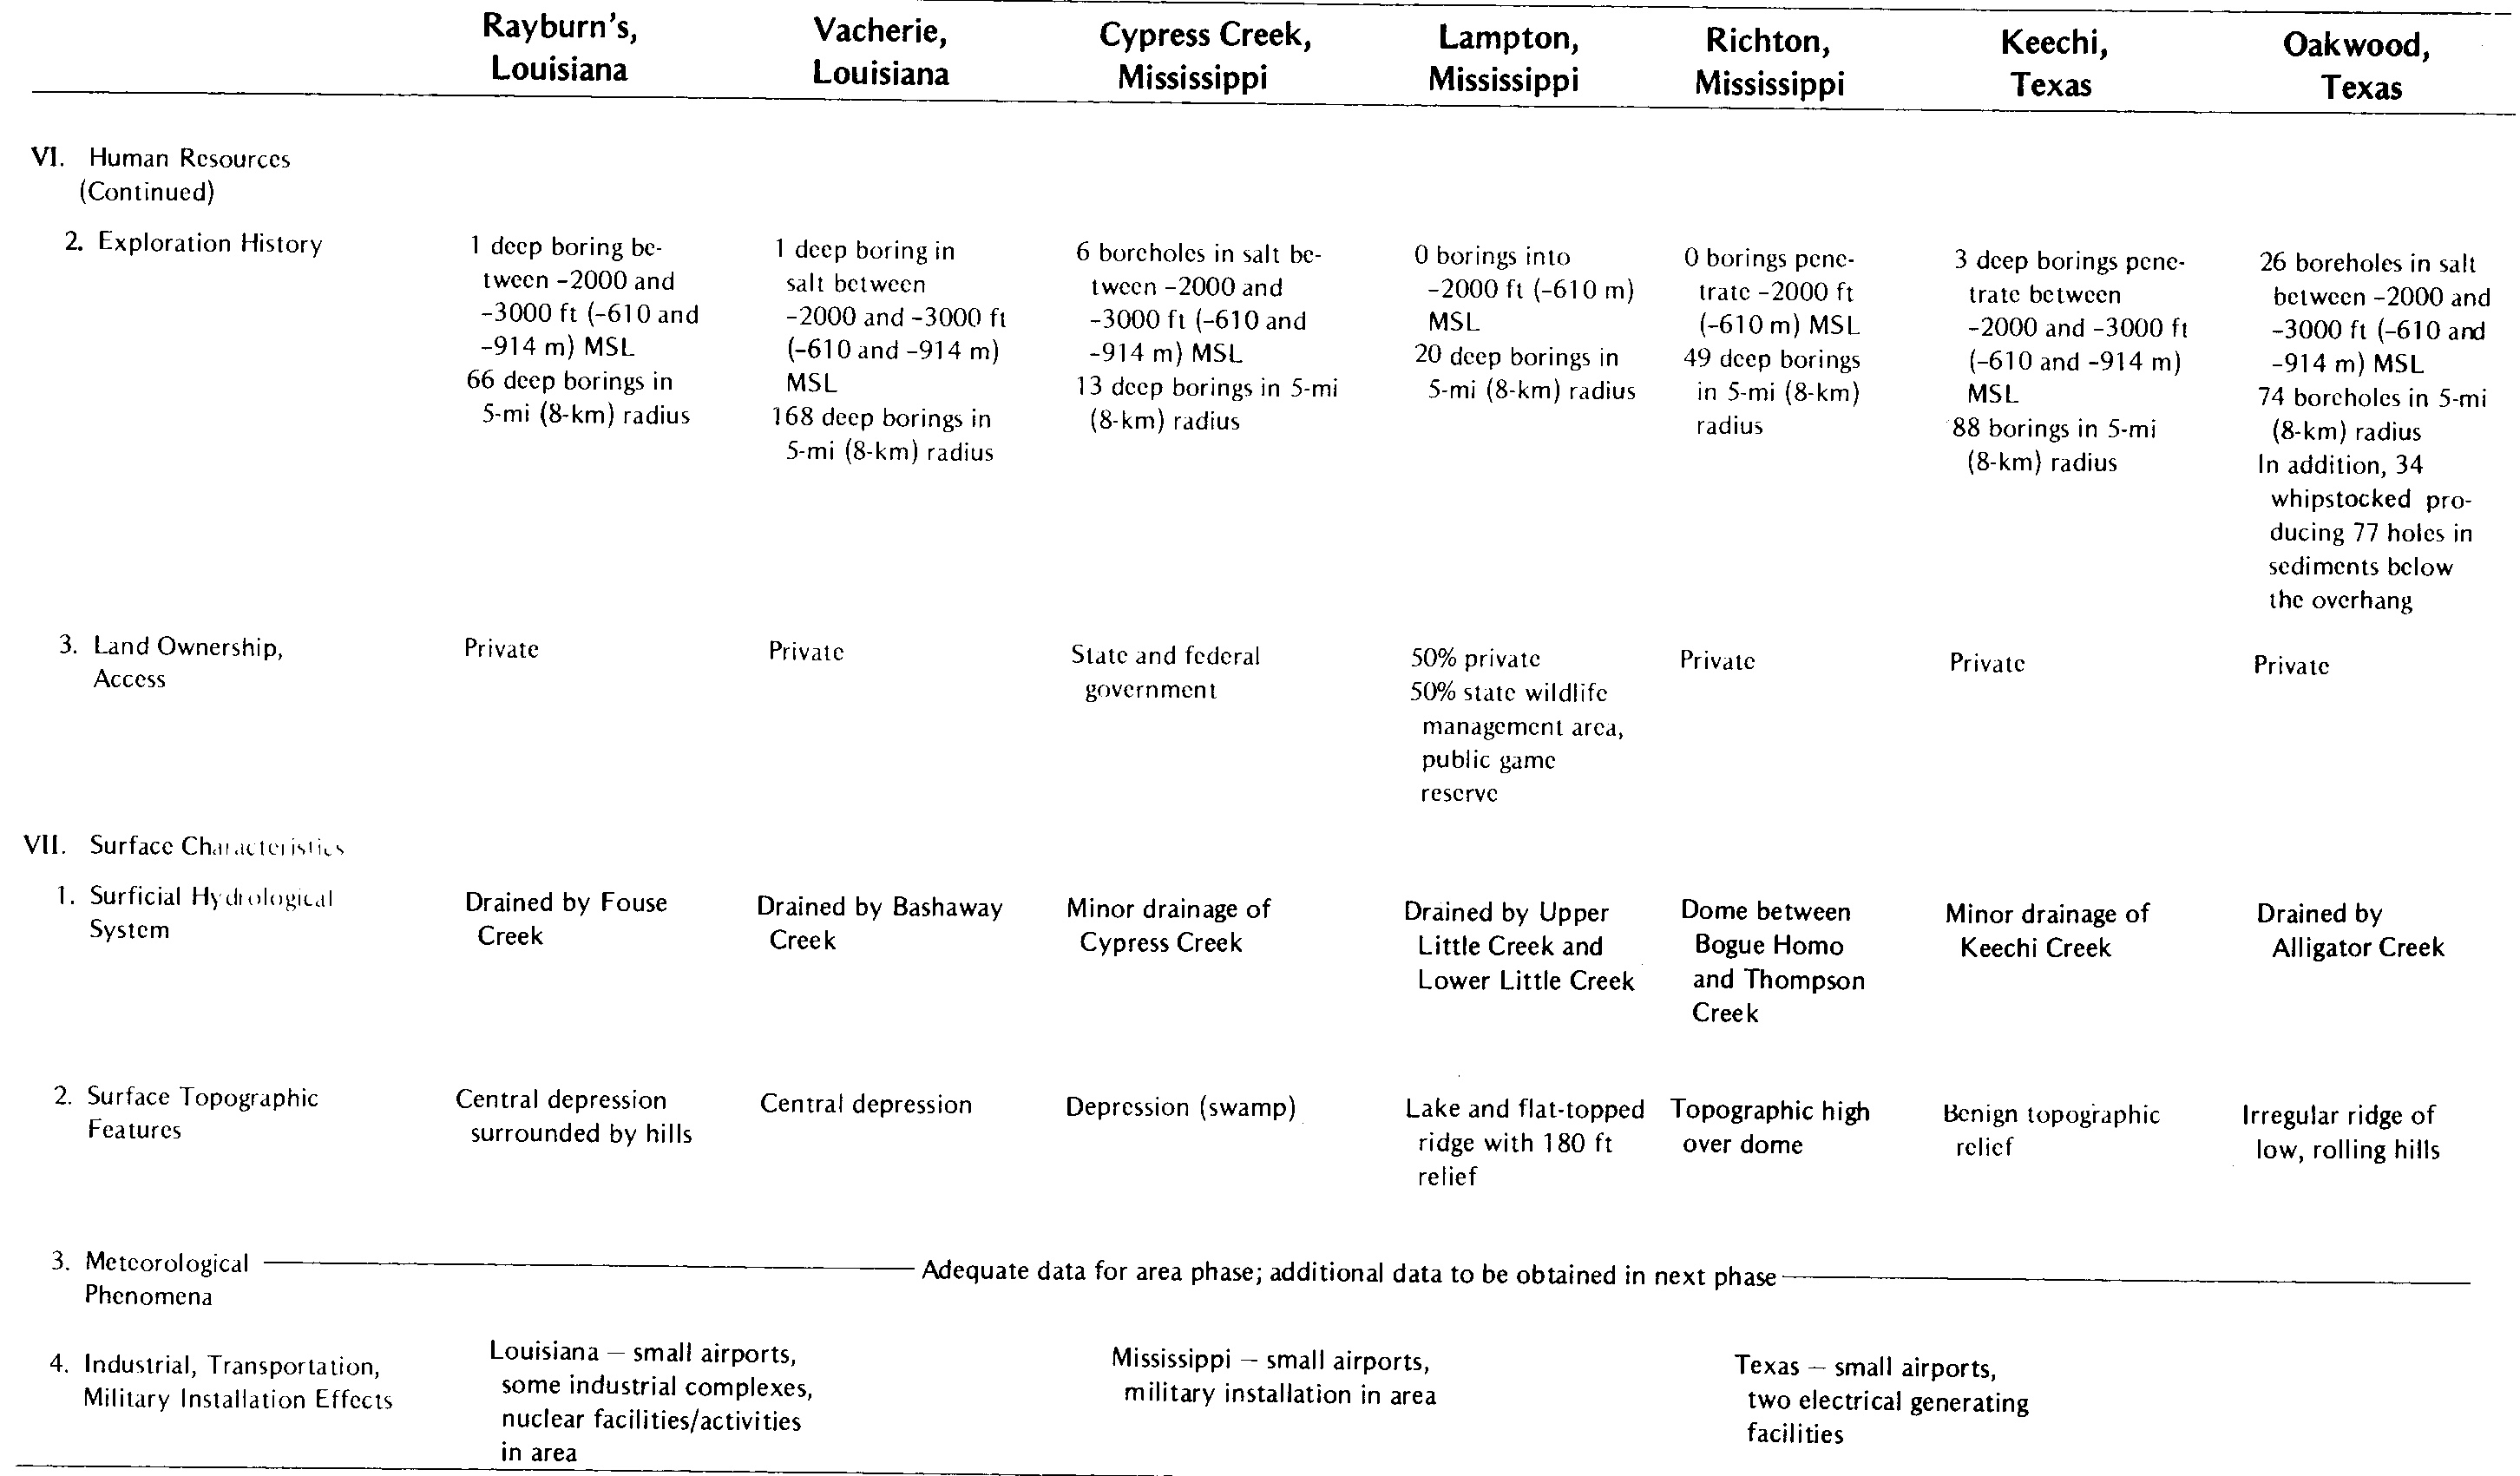 Rayburn's,
Louisiana
Vacherie,
Louisiana
Cypress Creek,
Mississippi
Lampton,
Mississippi
Richton,
Mississippi
Keechi,
Texas
Oakwood,
Texas
VI. Human Resources
(Continued)
2. Exploration History
1 deep boring be-
tween -2000 and
-3000 ft (-610 and
-914 m) MSL
66 deep borings in
5-mi (8-km) radius
1 deep boring in
salt between
-2000 and -3000 ft
(-610 and -914 m)
MSL
168 deep borings in
5-mi (8-km) radius
6 boreholes in salt be-
tween -2000 and
-3000 ft (-610 and
-914 m) MSL
13 deep borings in 5-mi
(8-km) radius
0 borings into
-2000 ft (-610 m)
MSL
20 deep borings in
5-mi (8-km) radius
0 borings pene-
trate -2000 ft
(-610 m) MSL
49 deep borings
in 5-mi (8-km)
radius
3 deep borings pene-
trate between
-2000 and -3000 ft
(-610 and -914 m)
MSL
88 borings in 5-mi
(8-km) radius
26 boreholes in salt
between -2000 and
-3000 ft (-610 and
-914 m) MSL
74 boreholes in 5-mi
(8-km) radius
In addition, 34
whipstocked pro-
ducing 77 holes in
sediments below
the overhang
3. Land Ownership,
Access
Private
Private
State and federal
government
50% private
50% state wildlife
management area,
public game
reserve
Private
Private
Private
VII. Surface Characteristics
1. Surficial Hydrological
System
Drained by Fouse
Creek
Drained by Bashaway
Creek
Minor drainage of
Cypress Creek
Drained by Upper
Little Creek and
Lower Little Creek
Dome between
Bogue Homo
and Thompson
Creek
Minor drainage of
Keechi Creek
Drained by
Alligator Creek
2. Surface Topographic
Features
Central depression
surrounded by hills
Central depression
Depression (swamp)
Lake and flat-topped
ridge with 180 ft
relief
Topographic high
over dome
Benign topographic
relief
Irregular ridge of
low, rolling hills
3. Meteorological
Phenomena
Adequate data for area phase; additional data to be obtained in next phase
4. Industrial, Transportation,
Military Installation Effects
Louisiana — small airports,
some industrial complexes,
nuclear facilities/activities
in area
Mississippi — small airports,
military installation in area
Texas — small airports,
two electrical generating
facilities